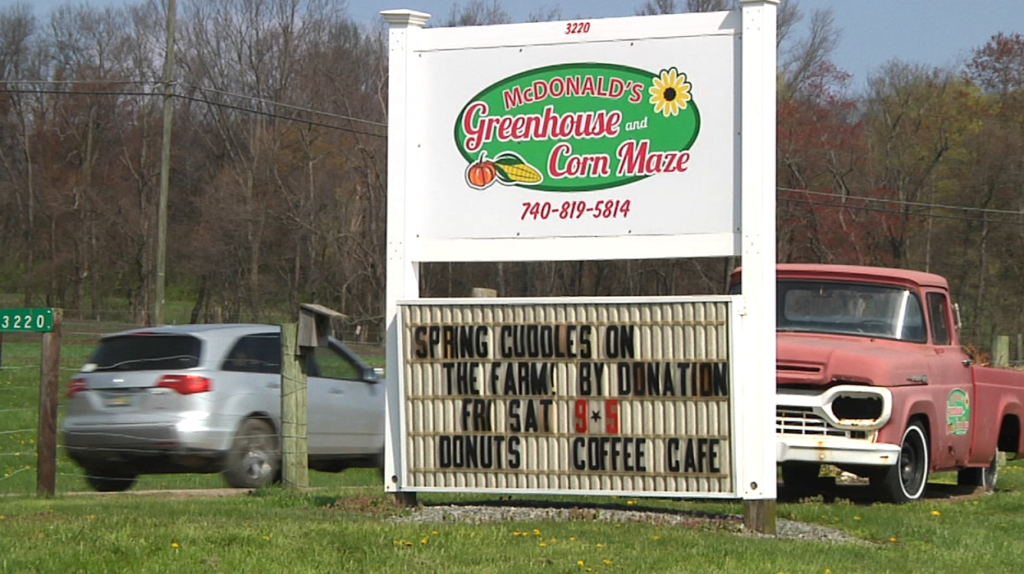 3220
McDONALD'S
Greenhouse and
Corn Maze
740-819-5814
3220
SPRING CUDDLES ON
THE FARM! BY DONATION
FRI SAT 9*5
DONUTS COFFEE CAFE